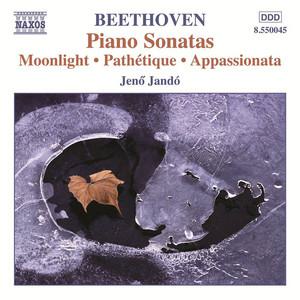 NAXOS
BEETHOVEN
DDD
8.550045
Piano Sonatas
Moonlight • Pathétique • Appassionata
Jenő Jandó